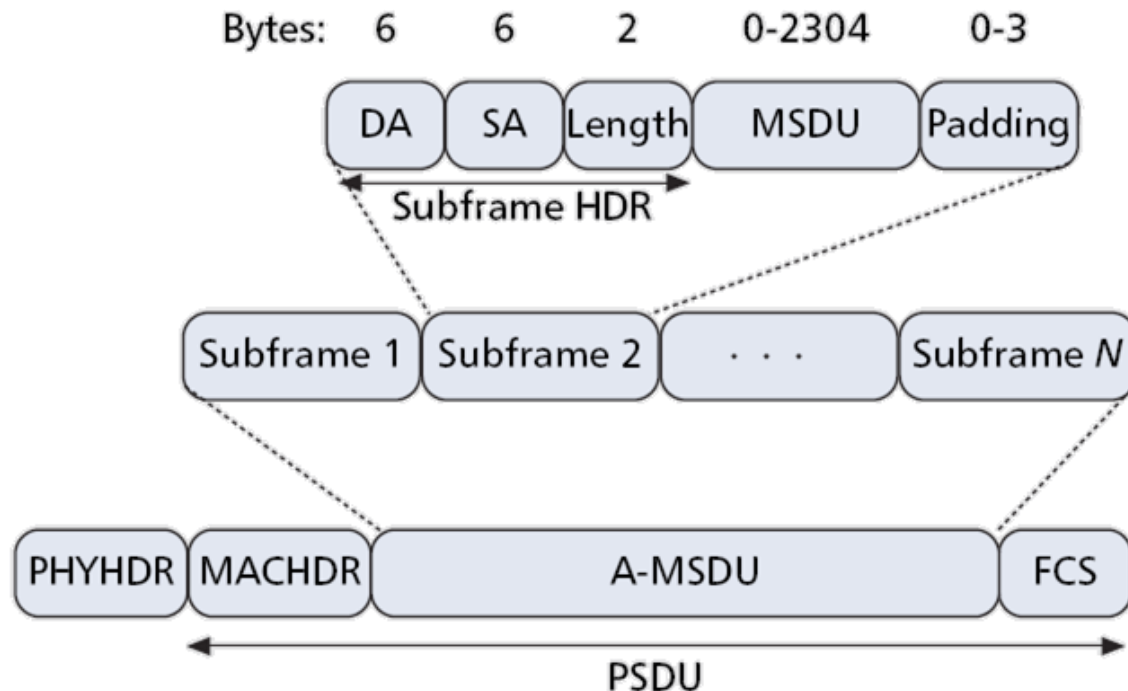 Bytes: 6 6 2 0-2304 0-3
DA SA Length MSDU Padding
Subframe HDR
Subframe 1 Subframe 2 · · · Subframe N
PHYHDR MACHDR A-MSDU FCS
PSDU